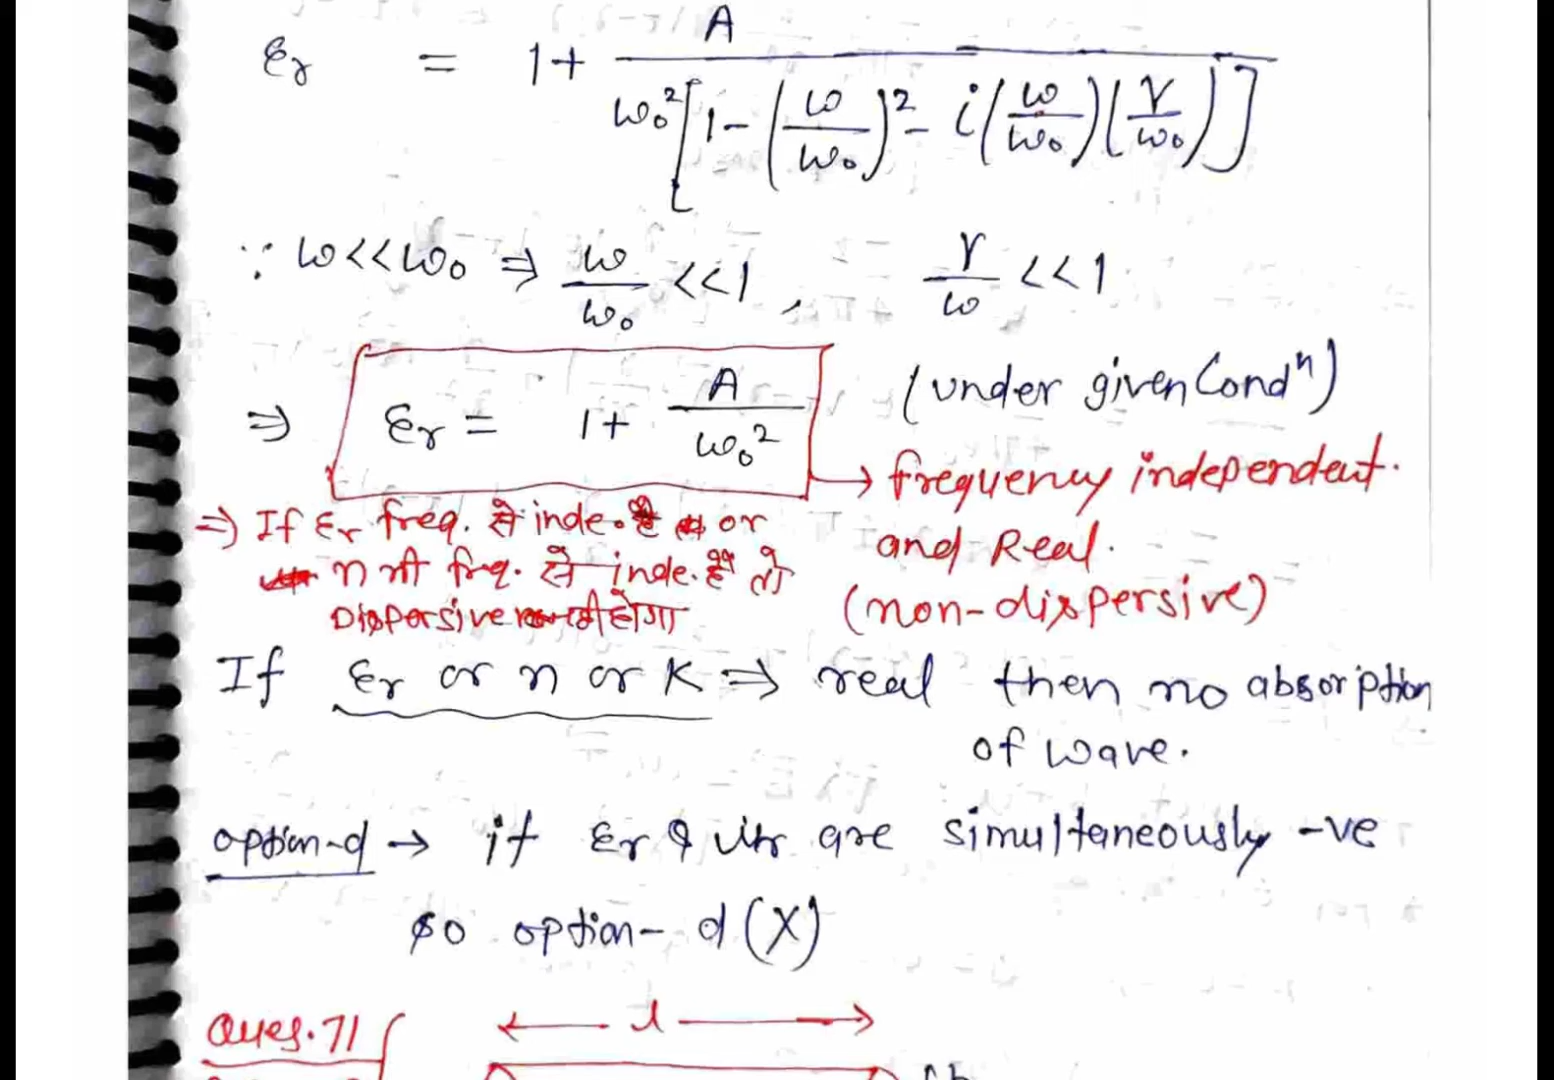 εr = 1 + A / ω₀² [1 - (ω/ω₀)² - i(ω/ω₀)(γ/ω₀)]
∵ ω << ω₀ ⇒ ω/ω₀ << 1, γ/ω << 1
⇒ εr = 1 + A/ω₀² (under given Condⁿ)
→ frequency independent.
and Real.
(non-dispersive)
⇒ If εr freq. से inde. है or
n भी frq. से inde. है तो
Dispersive नहीं होगा
If εr or n or K ⇒ real then no absorption
of wave.
option-d → if εr & μr are simultaneously -ve
so option- d (X)
Ques. 71
← l →